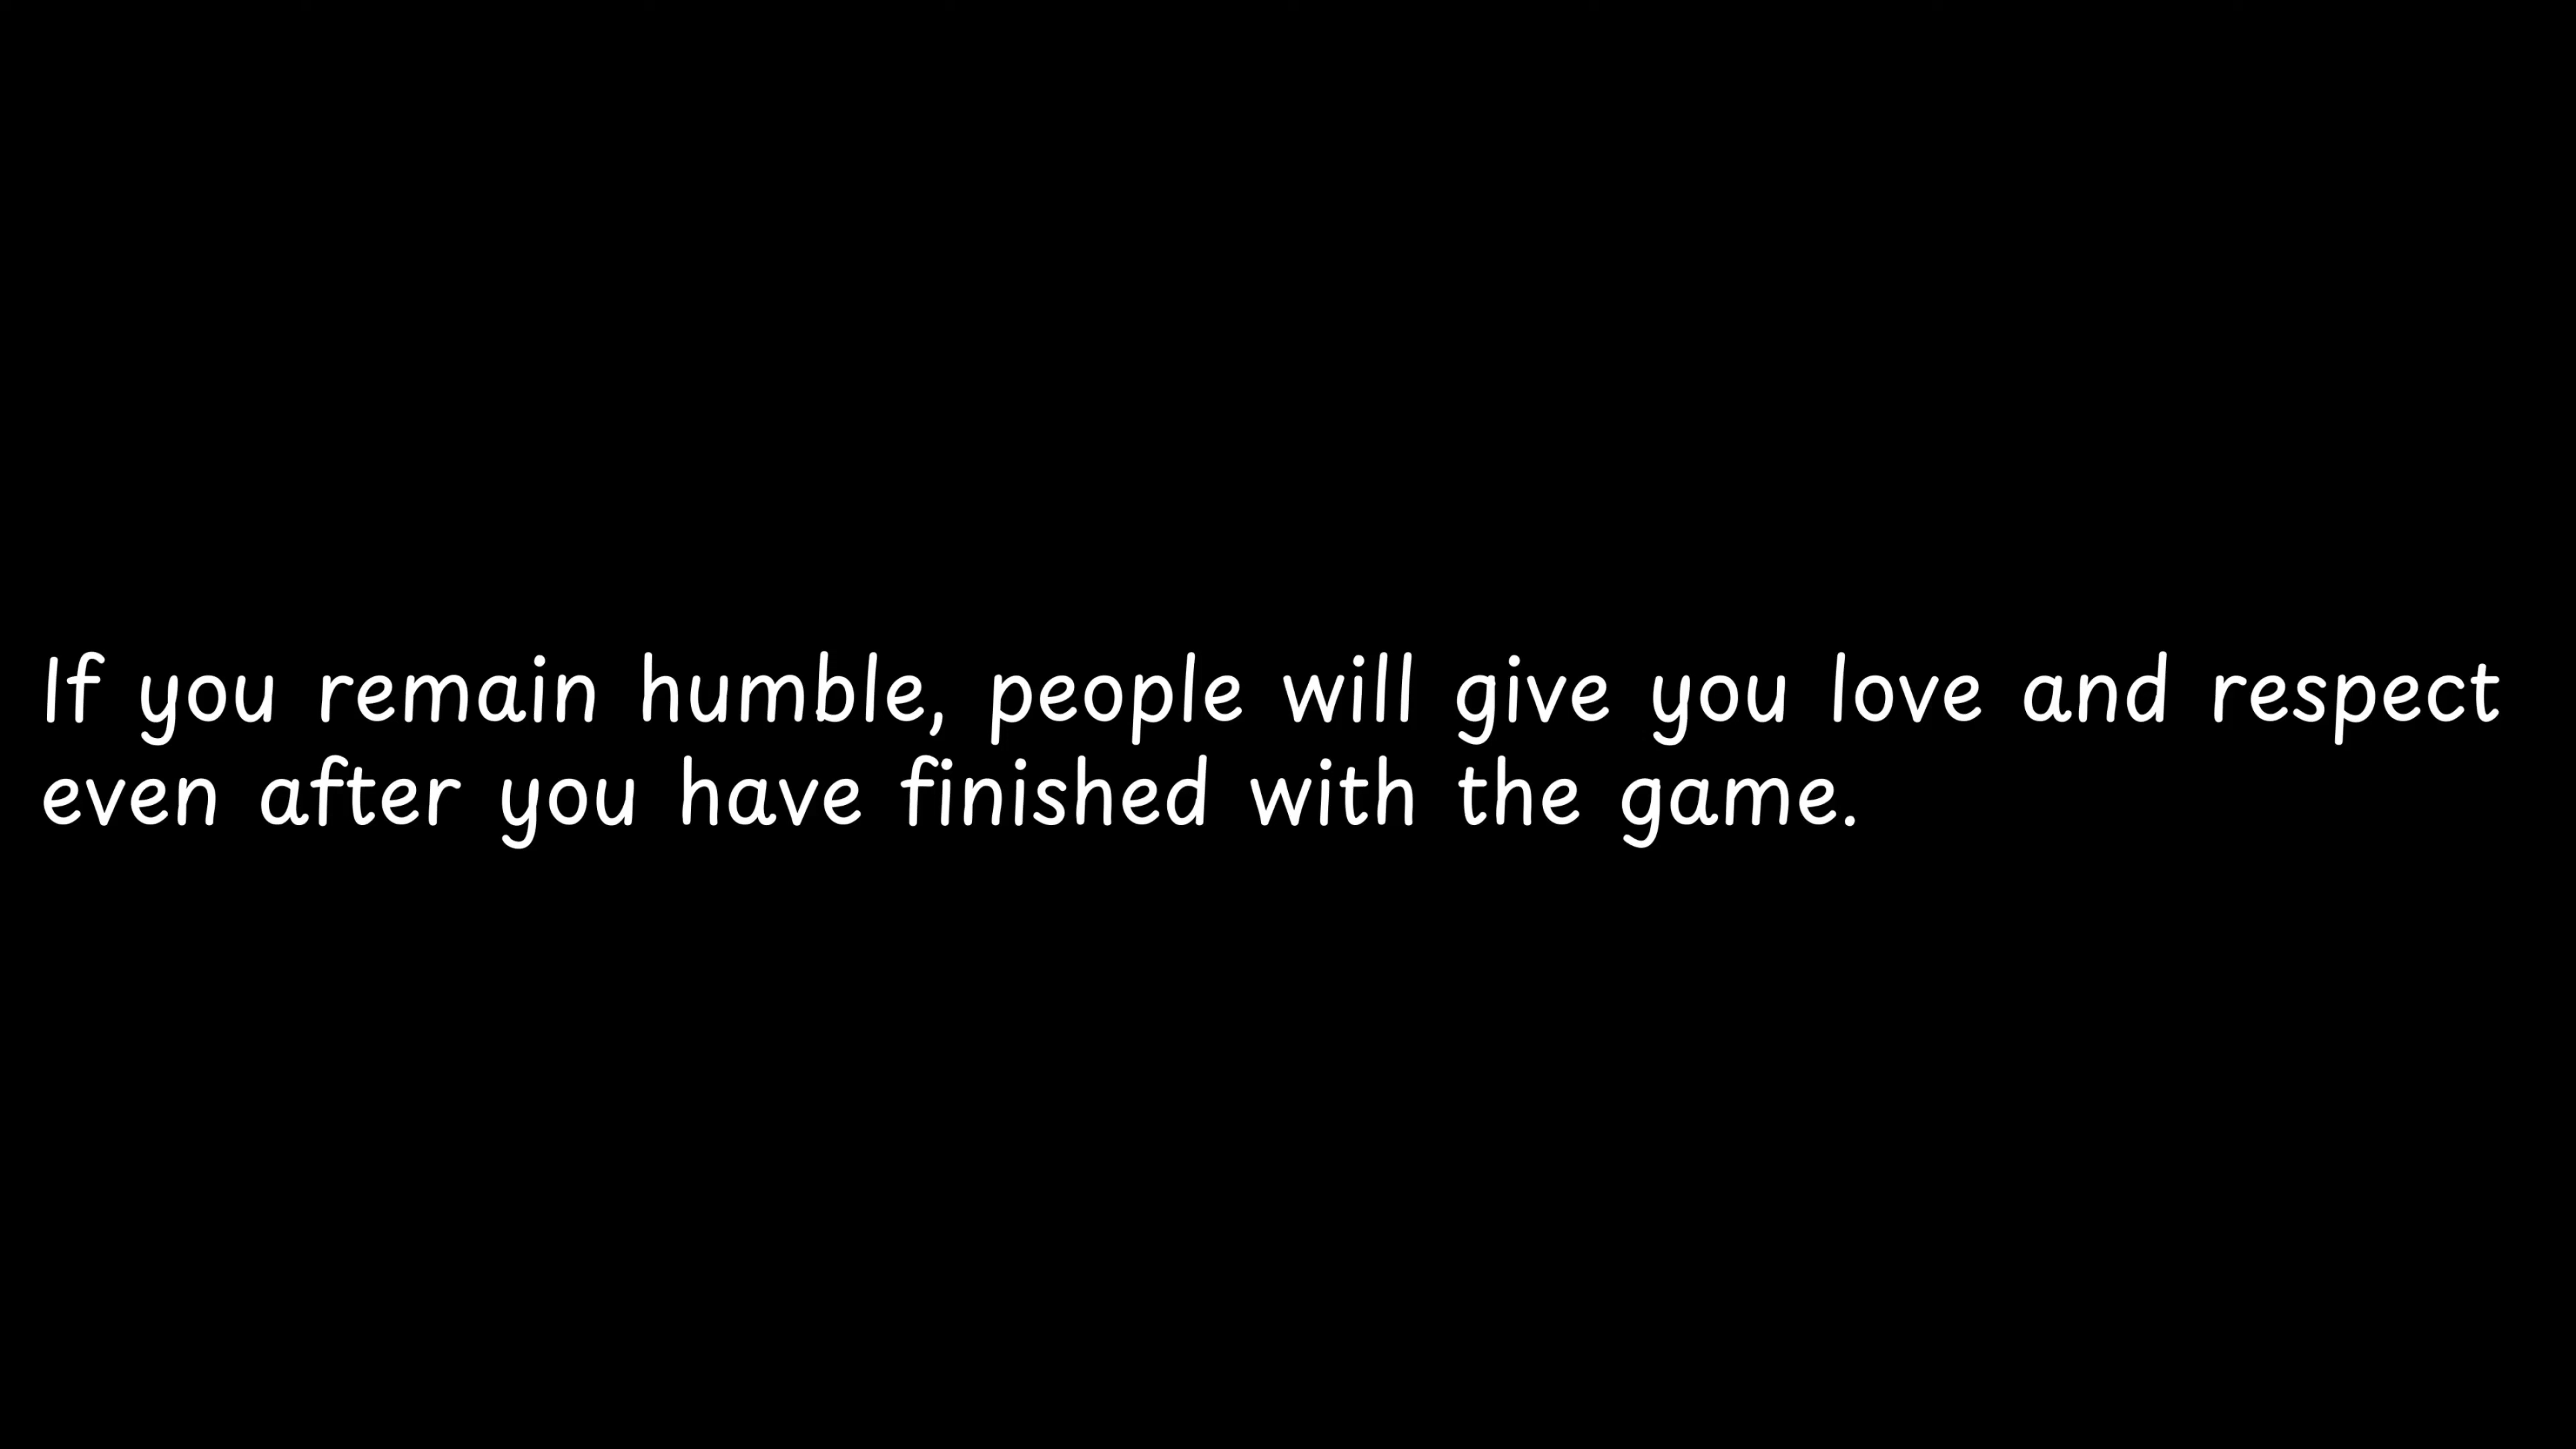 If you remain humble, people will give you love and respect
even after you have finished with the game.